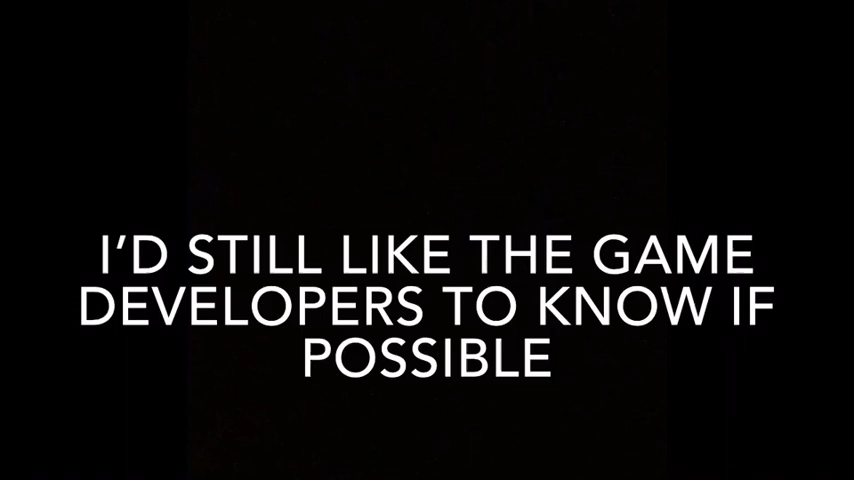 I’D STILL LIKE THE GAME
DEVELOPERS TO KNOW IF
POSSIBLE